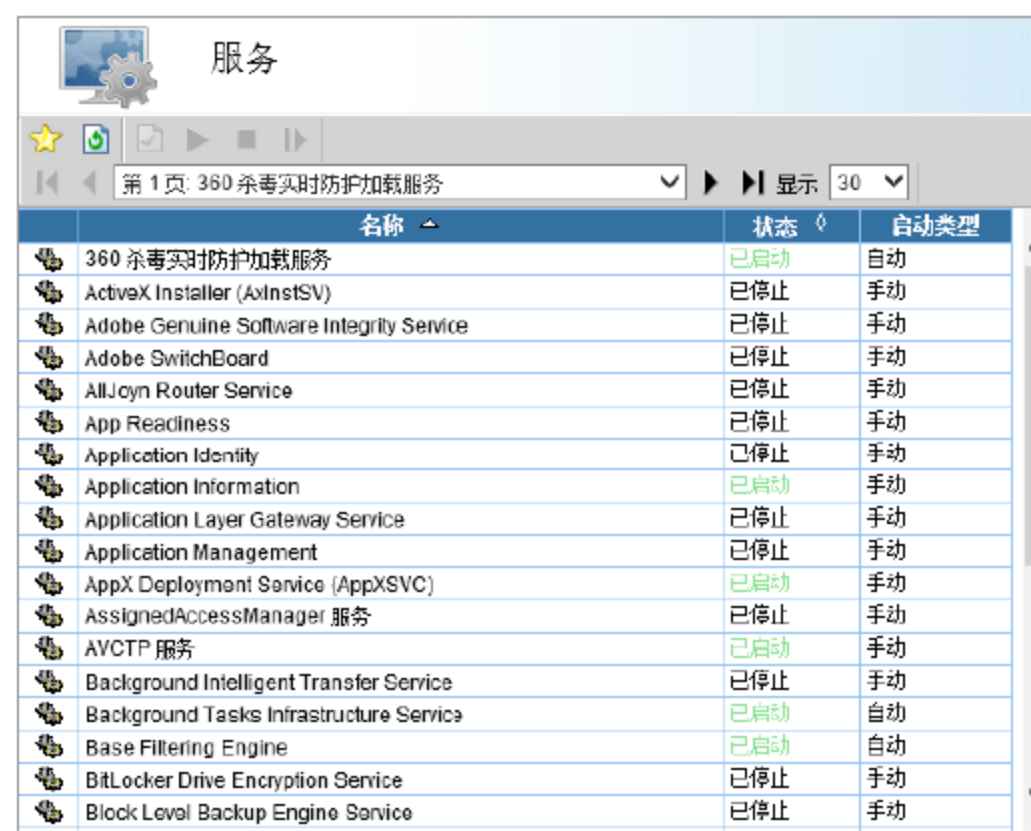 服务
第 1 页: 360 杀毒实时防护加载服务 显示 30
名称 状态 启动类型
360 杀毒实时防护加载服务 已启动 自动
ActiveX Installer (AxInstSV) 已停止 手动
Adobe Genuine Software Integrity Service 已停止 手动
Adobe SwitchBoard 已停止 手动
AllJoyn Router Service 已停止 手动
App Readiness 已停止 手动
Application Identity 已停止 手动
Application Information 已启动 手动
Application Layer Gateway Service 已停止 手动
Application Management 已停止 手动
AppX Deployment Service (AppXSVC) 已启动 手动
AssignedAccessManager 服务 已停止 手动
AVCTP 服务 已启动 手动
Background Intelligent Transfer Service 已停止 手动
Background Tasks Infrastructure Service 已启动 自动
Base Filtering Engine 已启动 自动
BitLocker Drive Encryption Service 已停止 手动
Block Level Backup Engine Service 已停止 手动